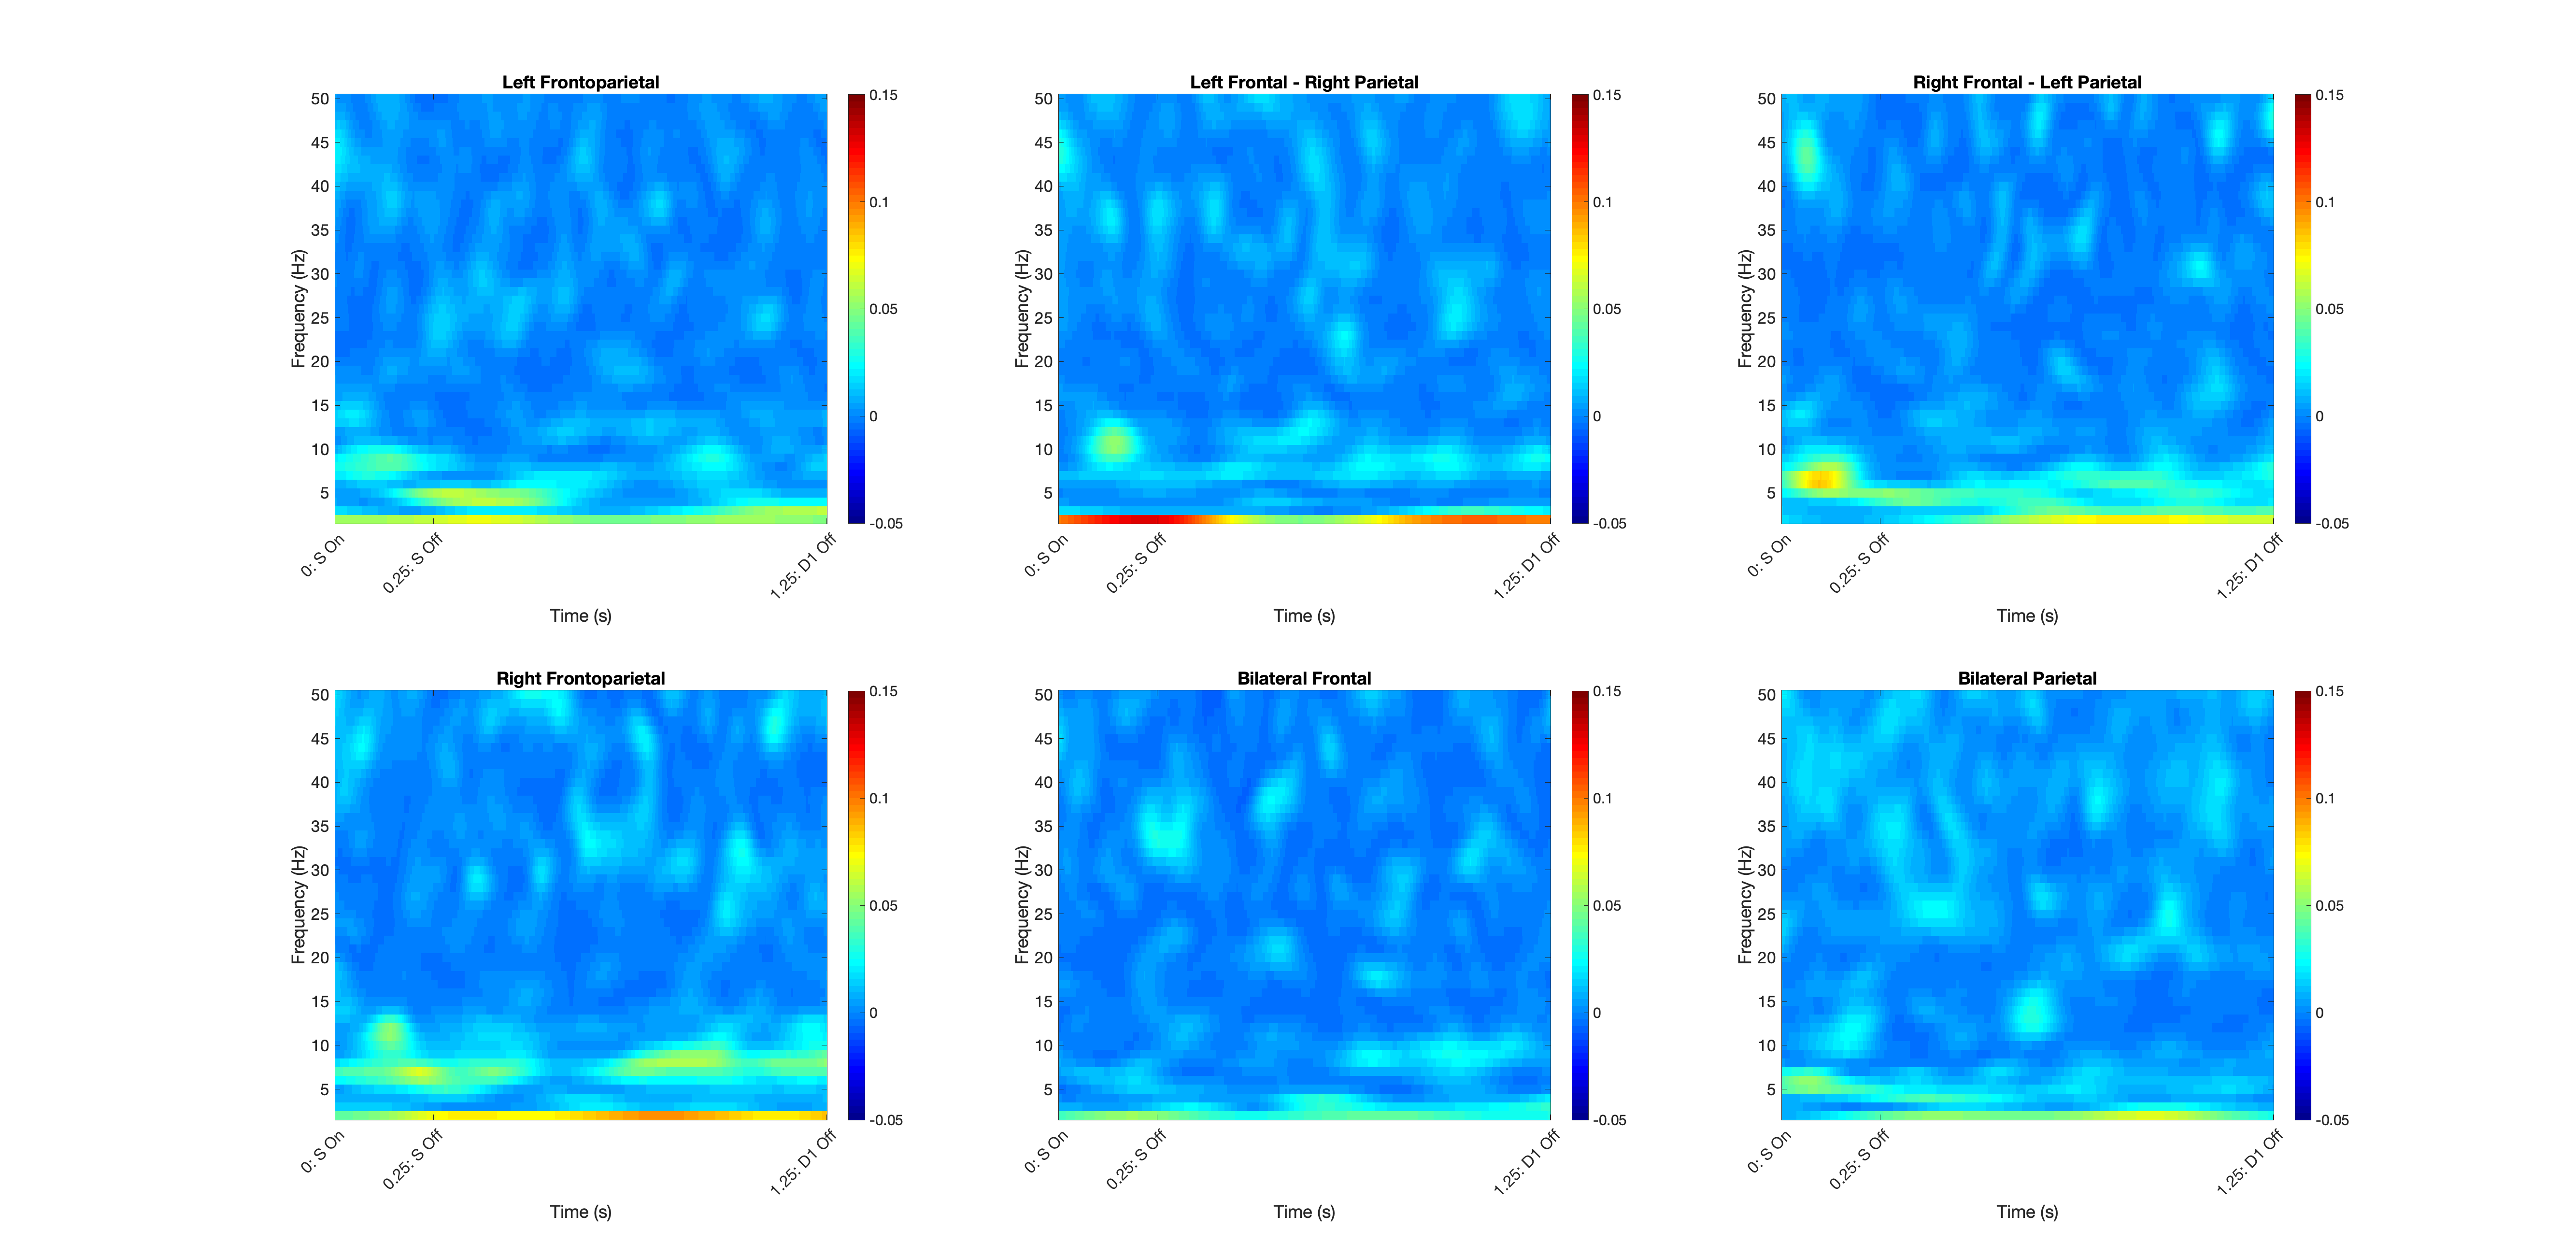 Left Frontoparietal
50
45
40
35
30
25
20
15
10
5
Frequency (Hz)
0: S On
0.25: S Off
1.25: D1 Off
Time (s)
0.15
0.1
0.05
0
-0.05
Left Frontal - Right Parietal
50
45
40
35
30
25
20
15
10
5
Frequency (Hz)
0: S On
0.25: S Off
1.25: D1 Off
Time (s)
0.15
0.1
0.05
0
-0.05
Right Frontal - Left Parietal
50
45
40
35
30
25
20
15
10
5
Frequency (Hz)
0: S On
0.25: S Off
1.25: D1 Off
Time (s)
0.15
0.1
0.05
0
-0.05
Right Frontoparietal
50
45
40
35
30
25
20
15
10
5
Frequency (Hz)
0: S On
0.25: S Off
1.25: D1 Off
Time (s)
0.15
0.1
0.05
0
-0.05
Bilateral Frontal
50
45
40
35
30
25
20
15
10
5
Frequency (Hz)
0: S On
0.25: S Off
1.25: D1 Off
Time (s)
0.15
0.1
0.05
0
-0.05
Bilateral Parietal
50
45
40
35
30
25
20
15
10
5
Frequency (Hz)
0: S On
0.25: S Off
1.25: D1 Off
Time (s)
0.15
0.1
0.05
0
-0.05